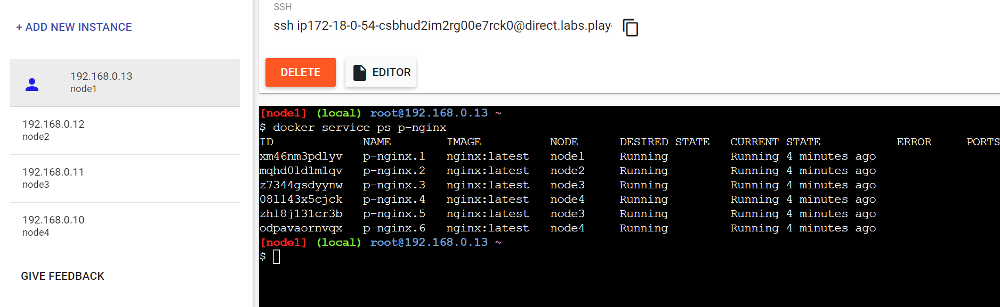 + ADD NEW INSTANCE
192.168.0.13
node1
192.168.0.12
node2
192.168.0.11
node3
192.168.0.10
node4
GIVE FEEDBACK
SSH
ssh ip172-18-0-54-csbhud2im2rg00e7rck0@direct.labs.play-
DELETE
EDITOR
[node1] (local) root@192.168.0.13 ~
$ docker service ps p-nginx
ID NAME IMAGE NODE DESIRED STATE CURRENT STATE ERROR PORTS
xm46nm3pdlyv p-nginx.1 nginx:latest node1 Running Running 4 minutes ago
mqhd0ld1m1qv p-nginx.2 nginx:latest node2 Running Running 4 minutes ago
z7344gsdyynw p-nginx.3 nginx:latest node3 Running Running 4 minutes ago
08l143x5cjck p-nginx.4 nginx:latest node4 Running Running 4 minutes ago
zhl8j131cr3b p-nginx.5 nginx:latest node3 Running Running 4 minutes ago
odpavaornvqx p-nginx.6 nginx:latest node4 Running Running 4 minutes ago
[node1] (local) root@192.168.0.13 ~
$